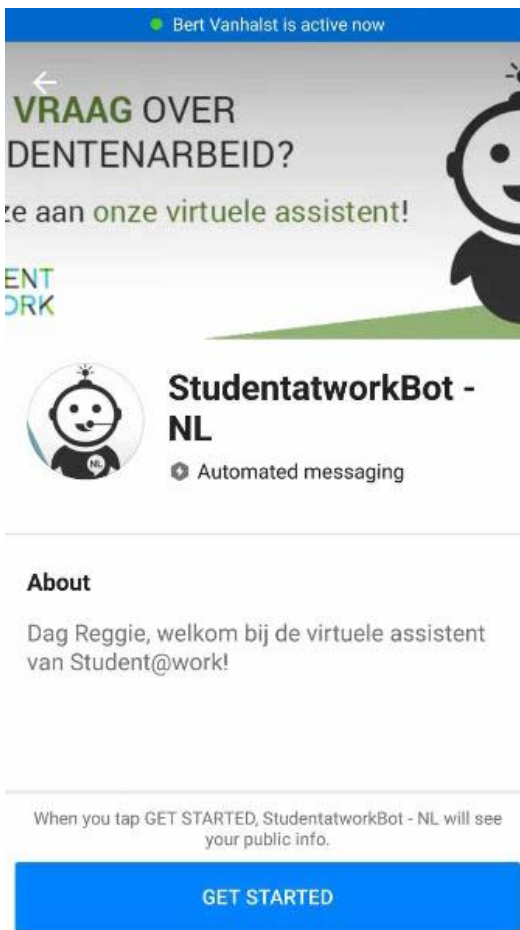 Bert Vanhalst is active now
VRAAG OVER
DENTENARBEID?
ze aan onze virtuele assistent!
ENT
ORK
StudentatworkBot -
NL
NL
Automated messaging
About
Dag Reggie, welkom bij de virtuele assistent
van Student@work!
When you tap GET STARTED, StudentatworkBot - NL will see
your public info.
GET STARTED